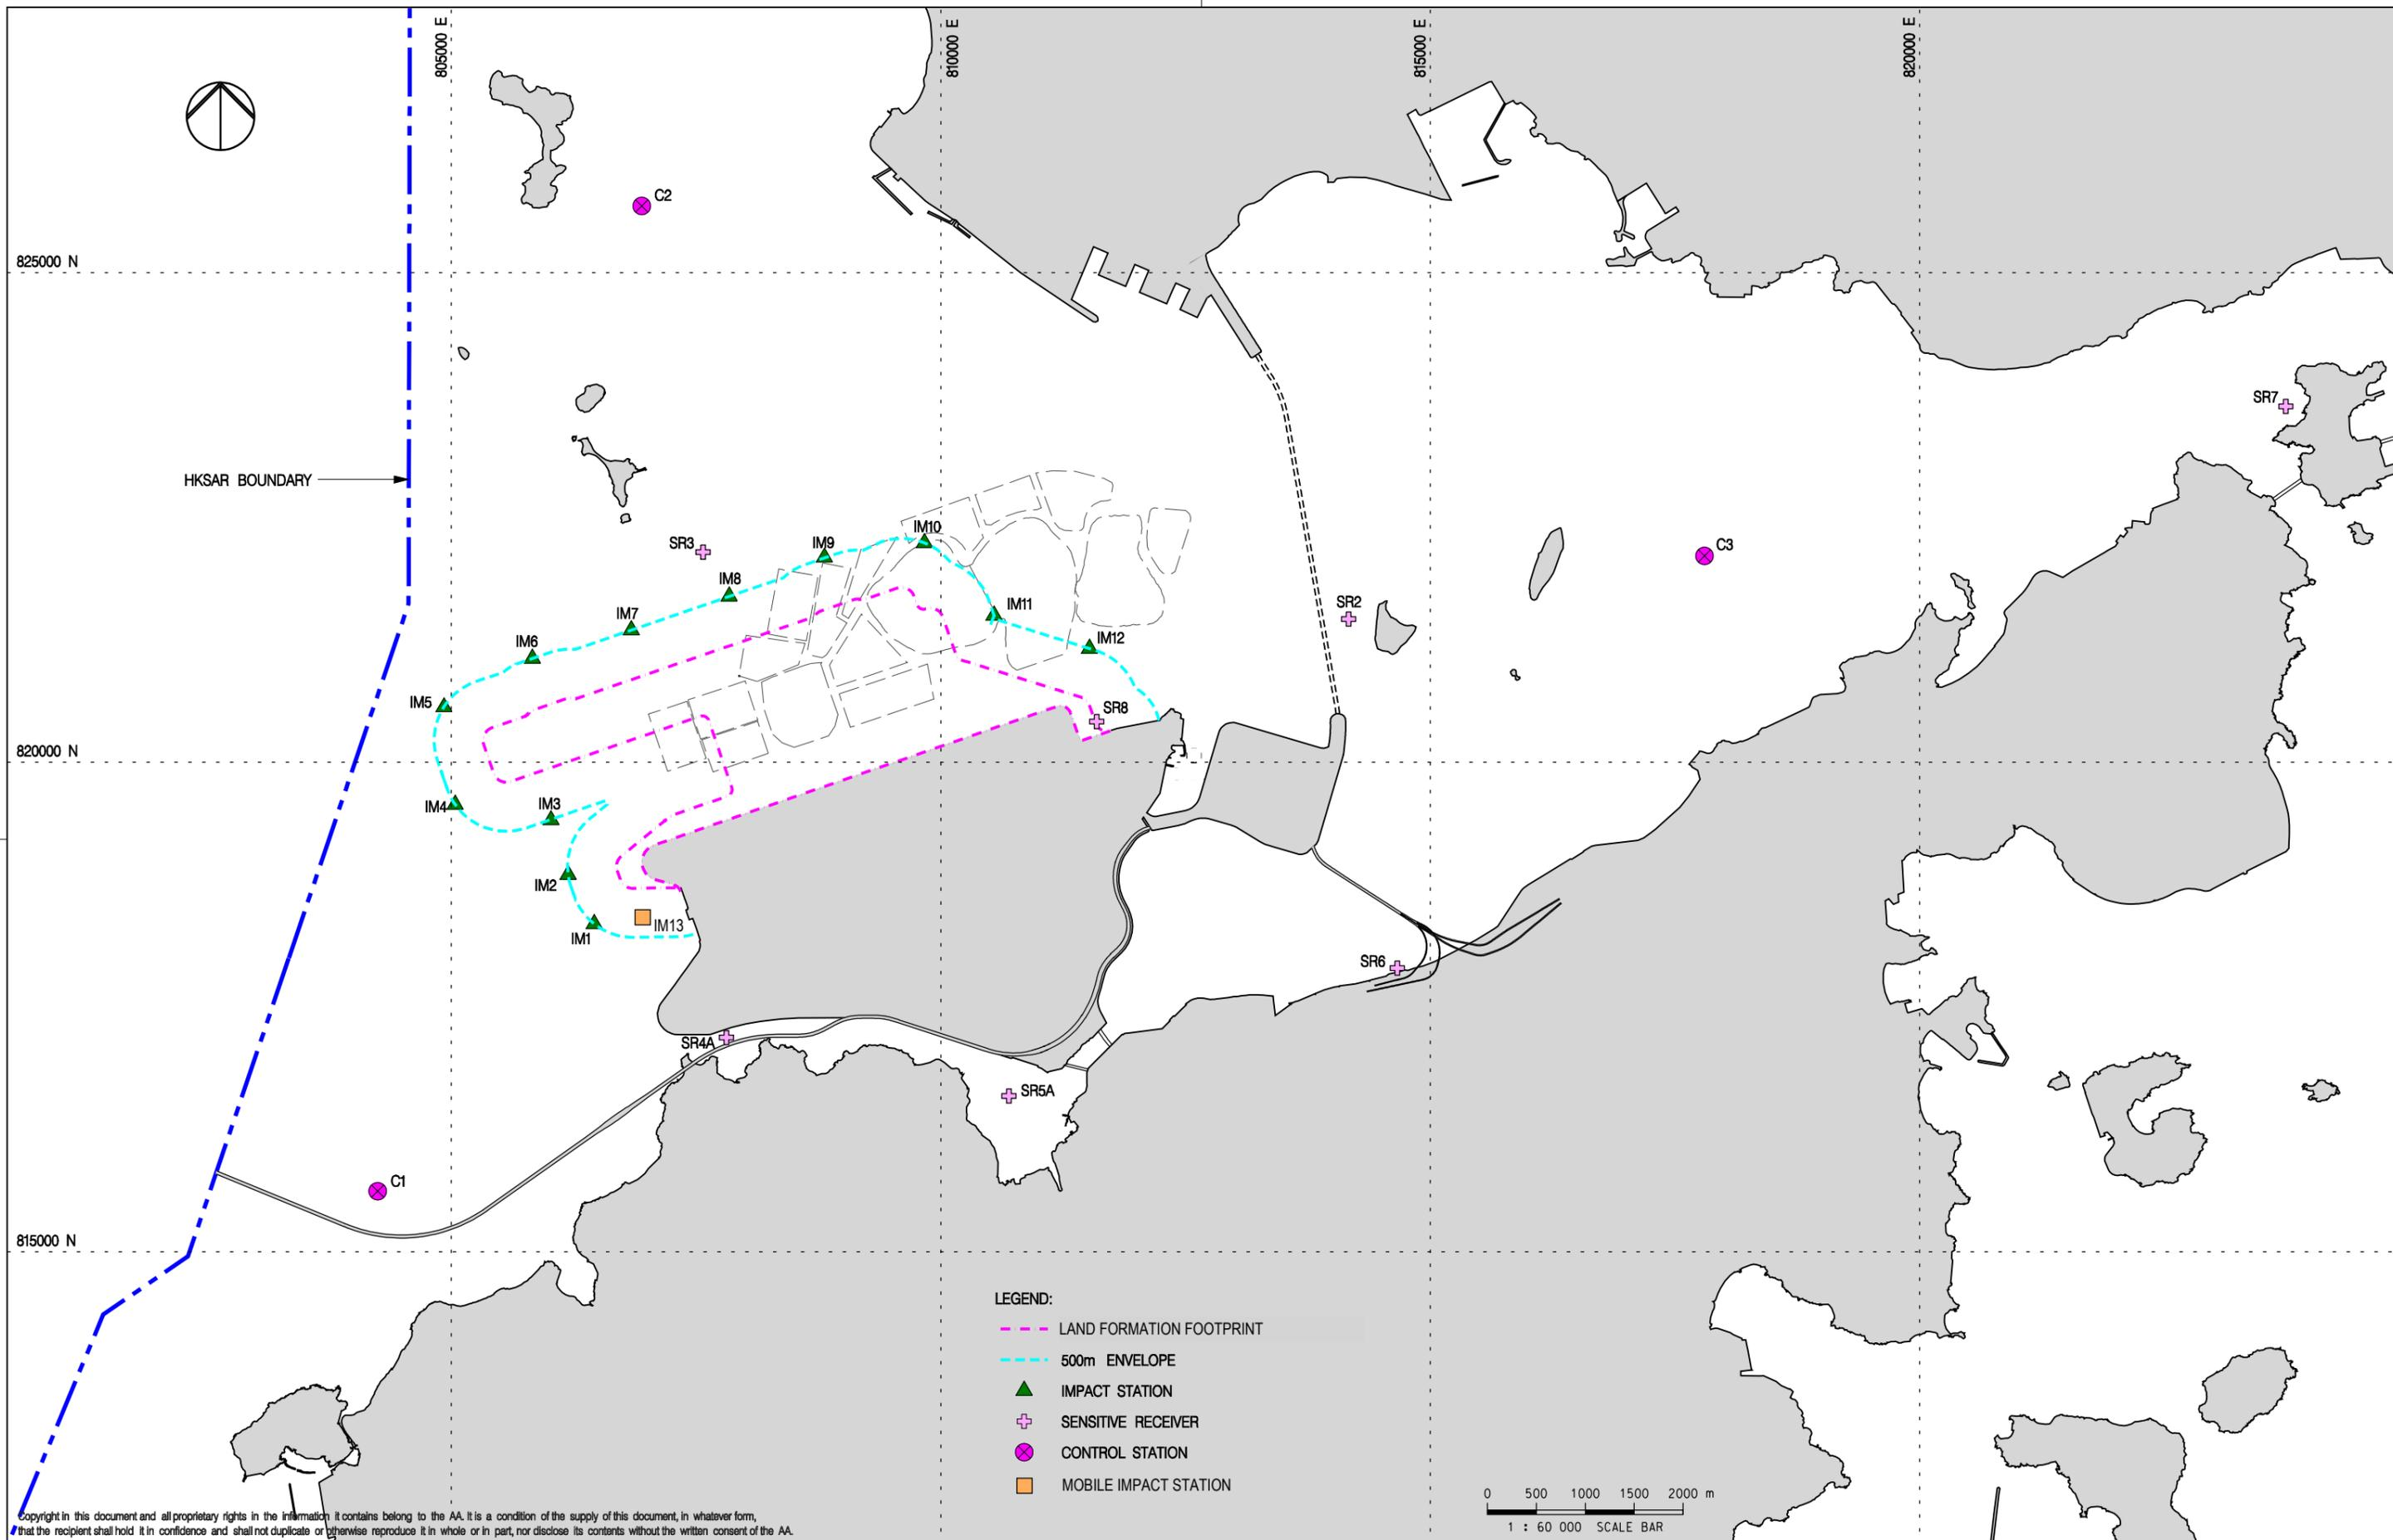 805000 E
810000 E
815000 E
820000 E
C2
825000 N
SR7
HKSAR BOUNDARY
IM10
SR3
IM9
C3
IM8
IM7
IM11
SR2
IM12
IM6
IM5
SR8
820000 N
IM4
IM3
IM2
IM13
IM1
SR6
SR4A
SR5A
C1
815000 N
LEGEND:
LAND FORMATION FOOTPRINT
500m ENVELOPE
IMPACT STATION
SENSITIVE RECEIVER
CONTROL STATION
MOBILE IMPACT STATION
0 500 1000 1500 2000 m
1 : 60 000 SCALE BAR
Copyright in this document and all proprietary rights in the information it contains belong to the AA. It is a condition of the supply of this document, in whatever form,
that the recipient shall hold it in confidence and shall not duplicate or otherwise reproduce it in whole or in part, nor disclose its contents without the written consent of the AA.